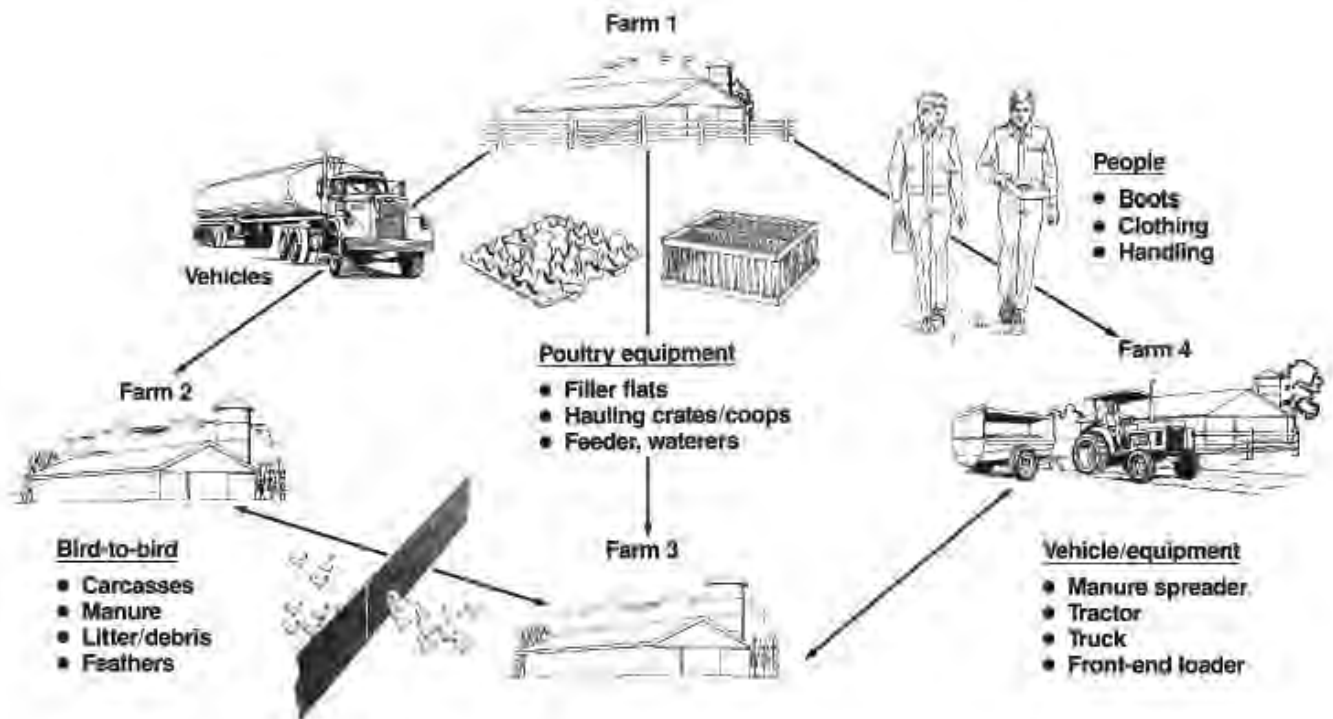 Farm 1
People
• Boots
• Clothing
• Handling
Vehicles
Poultry equipment
• Filler flats
• Hauling crates/coops
• Feeder, waterers
Farm 4
Farm 2
Farm 3
Bird-to-bird
• Carcasses
• Manure
• Litter/debris
• Feathers
Vehicle/equipment
• Manure spreader
• Tractor
• Truck
• Front-end loader